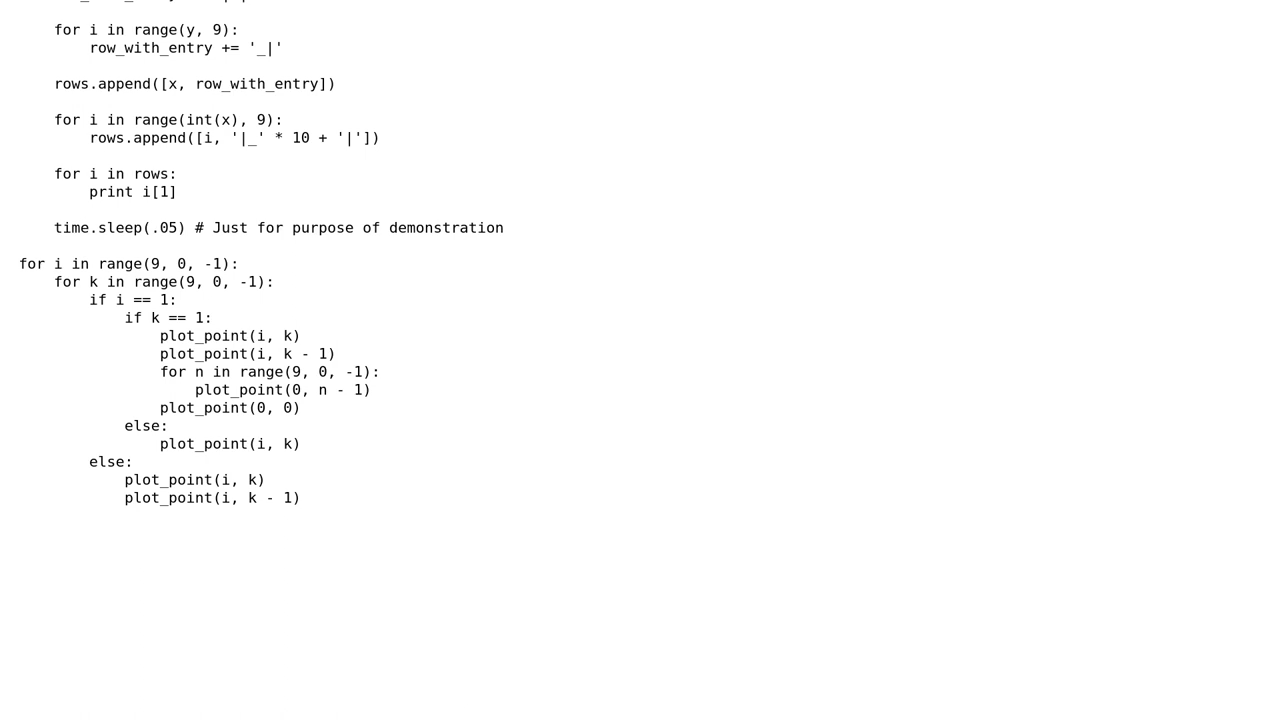 for i in range(y, 9):
        row_with_entry += '_|'

    rows.append([x, row_with_entry])

    for i in range(int(x), 9):
        rows.append([i, '|_' * 10 + '|'])

    for i in rows:
        print i[1]

    time.sleep(.05) # Just for purpose of demonstration

for i in range(9, 0, -1):
    for k in range(9, 0, -1):
        if i == 1:
            if k == 1:
                plot_point(i, k)
                plot_point(i, k - 1)
                for n in range(9, 0, -1):
                    plot_point(0, n - 1)
                plot_point(0, 0)
            else:
                plot_point(i, k)
        else:
            plot_point(i, k)
            plot_point(i, k - 1)